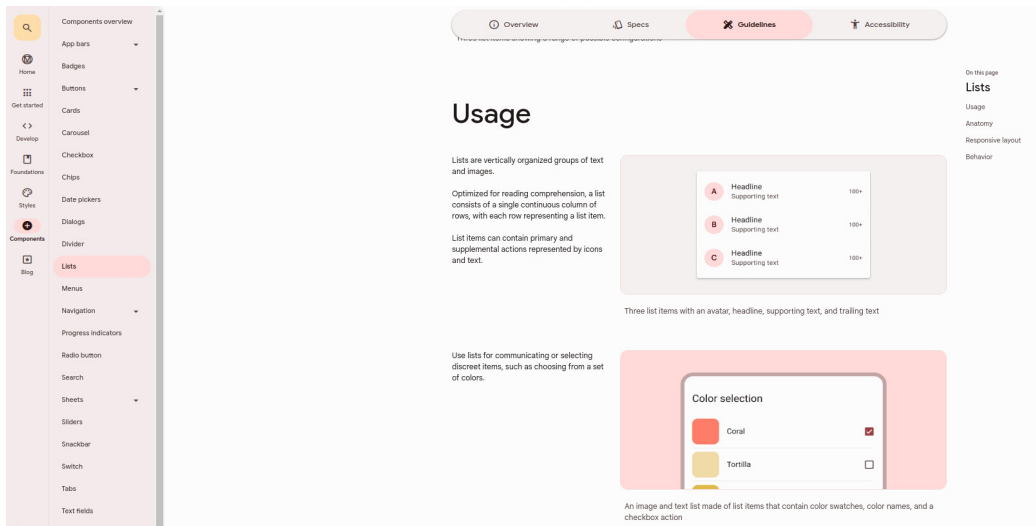 Home
Get started
Develop
Foundations
Styles
Components
Blog
Components overview
App bars
Badges
Buttons
Cards
Carousel
Checkbox
Chips
Date pickers
Dialogs
Divider
Lists
Menus
Navigation
Progress indicators
Radio button
Search
Sheets
Sliders
Snackbar
Switch
Tabs
Text fields
Overview
Specs
Guidelines
Accessibility
Usage
Lists are vertically organized groups of text
and images.
Optimized for reading comprehension, a list
consists of a single continuous column of
rows, with each row representing a list item.
List items can contain primary and
supplemental actions represented by icons
and text.
A
Headline
Supporting text
100+
B
Headline
Supporting text
100+
C
Headline
Supporting text
100+
Three list items with an avatar, headline, supporting text, and trailing text
Use lists for communicating or selecting
discreet items, such as choosing from a set
of colors.
Color selection
Coral
Tortilla
An image and text list made of list items that contain color swatches, color names, and a
checkbox action
On this page
Lists
Usage
Anatomy
Responsive layout
Behavior